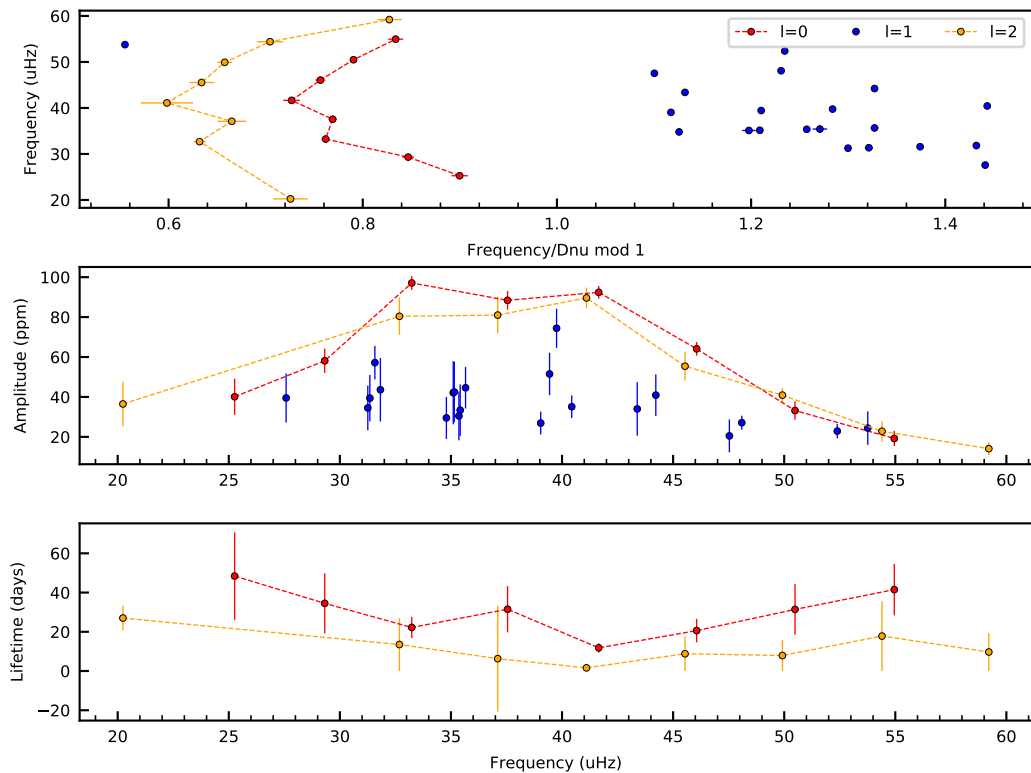 60
50
40
30
20
Frequency (uHz)
l=0 l=1 l=2
0.6 0.8 1.0 1.2 1.4
Frequency/Dnu mod 1
100
80
60
40
20
Amplitude (ppm)
20 25 30 35 40 45 50 55 60
60
40
20
0
−20
Lifetime (days)
20 25 30 35 40 45 50 55 60
Frequency (uHz)